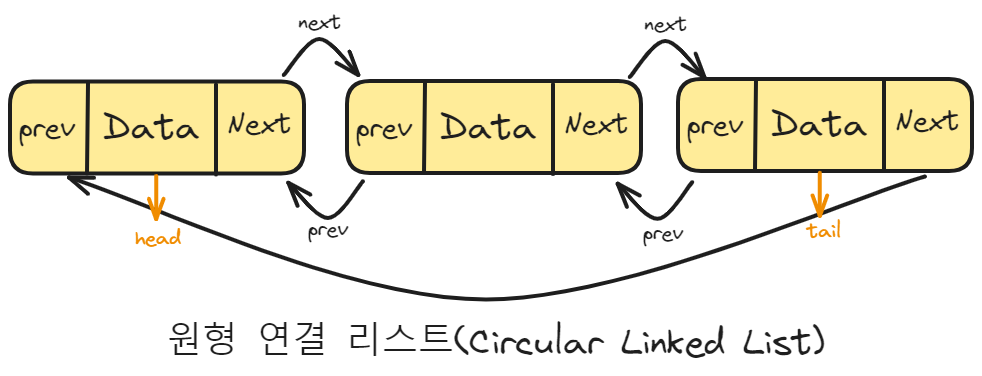 next
next
prev Data Next
prev Data Next
prev Data Next
head
prev
prev
tail
원형 연결 리스트(Circular Linked List)